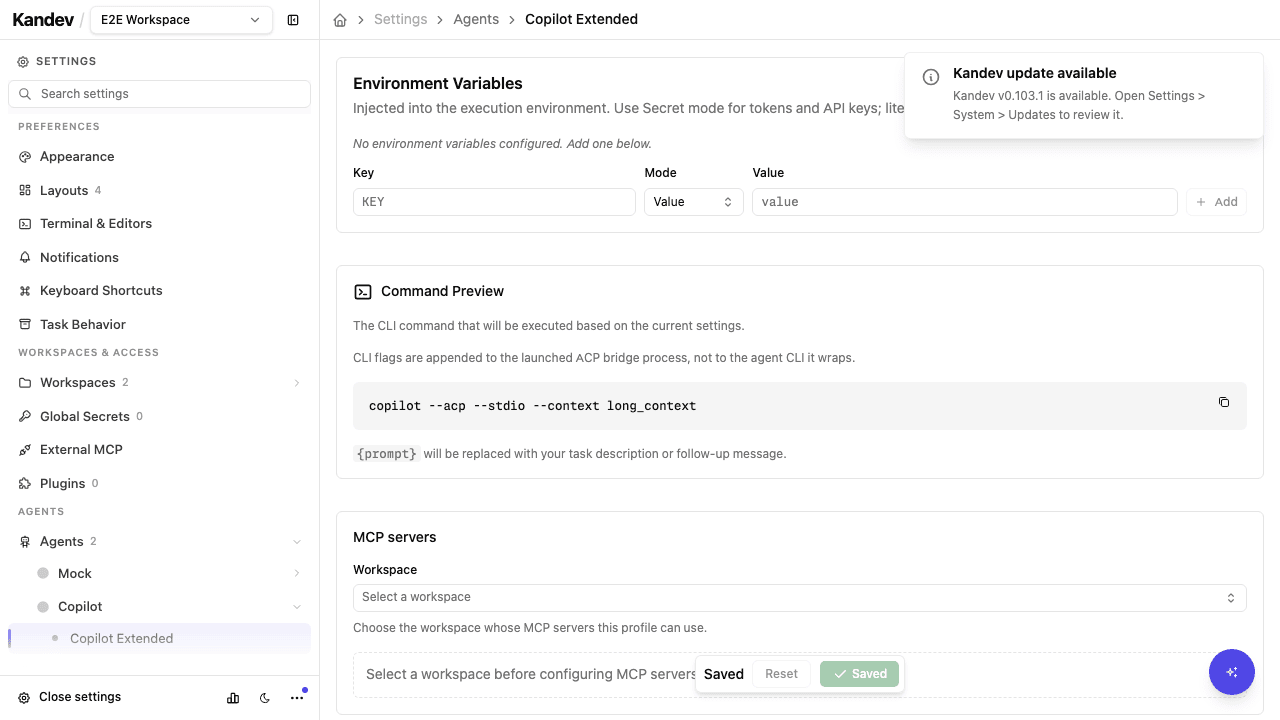 Kandev / E2E Workspace
Settings > Agents > Copilot Extended
SETTINGS
Search settings
PREFERENCES
Appearance
Layouts 4
Terminal & Editors
Notifications
Keyboard Shortcuts
Task Behavior
WORKSPACES & ACCESS
Workspaces 2
Global Secrets 0
External MCP
Plugins 0
AGENTS
Agents 2
Mock
Copilot
Copilot Extended
Close settings
Environment Variables
Injected into the execution environment. Use Secret mode for tokens and API keys;
No environment variables configured. Add one below.
Key Mode Value
KEY Value value + Add
Kandev update available
Kandev v0.103.1 is available. Open Settings >
System > Updates to review it.
Command Preview
The CLI command that will be executed based on the current settings.
CLI flags are appended to the launched ACP bridge process, not to the agent CLI it wraps.
copilot --acp --stdio --context long_context
{prompt} will be replaced with your task description or follow-up message.
MCP servers
Workspace
Select a workspace
Choose the workspace whose MCP servers this profile can use.
Select a workspace before configuring MCP servers
Saved Reset Saved